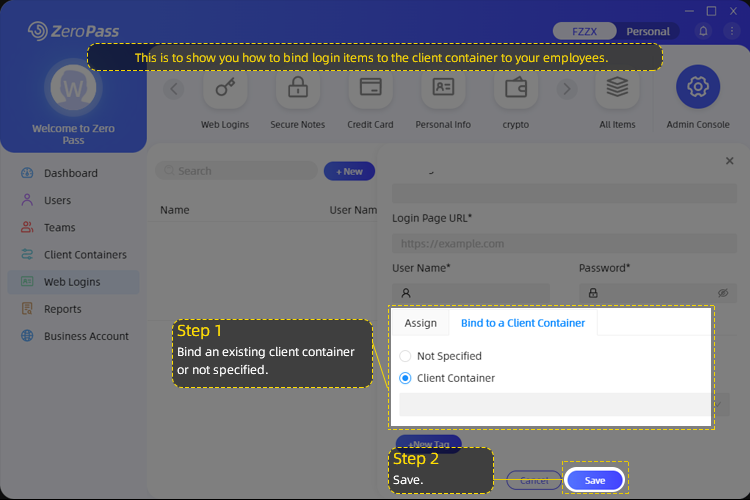 ZeroPass
FZZX
Personal
This is to show you how to bind login items to the client container to your employees.
W
Welcome to Zero
Pass
Web Logins
Secure Notes
Credit Card
Personal Info
crypto
All Items
Admin Console
Dashboard
Users
Teams
Client Containers
Web Logins
Reports
Business Account
Search
+ New
Name
User Nam
Login Page URL*
https://example.com
User Name*
Password*
Step 1
Bind an existing client container
or not specified.
Assign
Bind to a Client Container
Not Specified
Client Container
+New Tag
Step 2
Save.
Cancel
Save